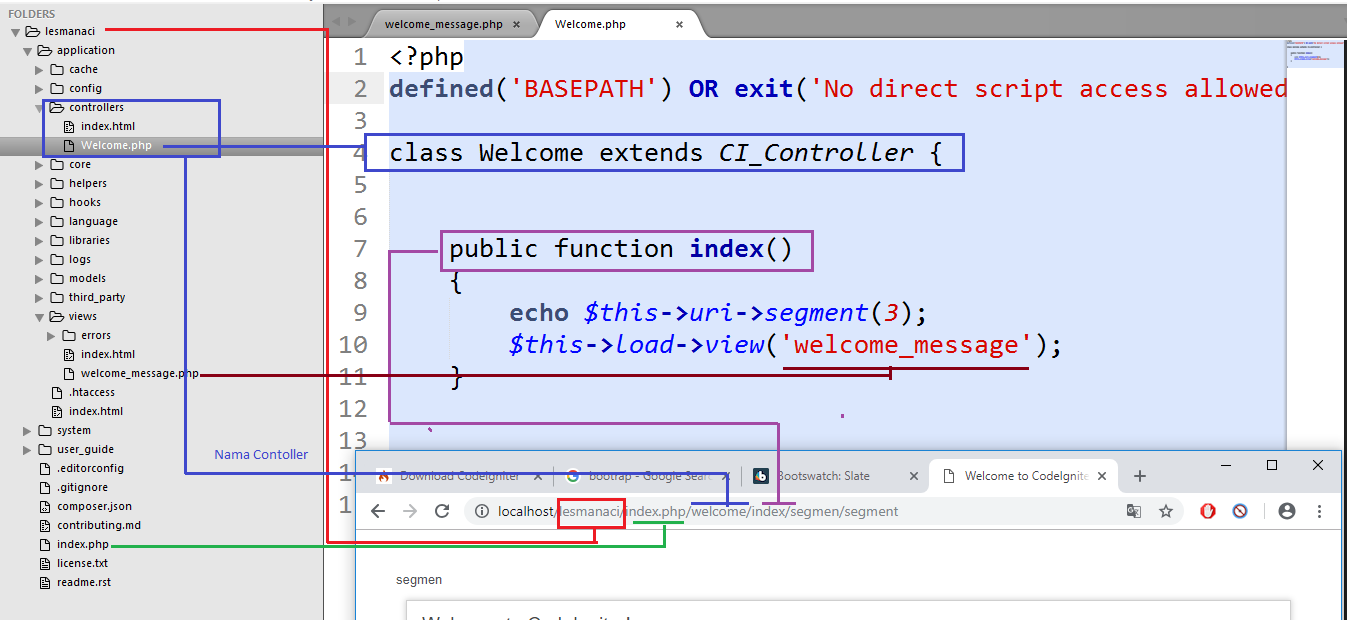 FOLDERS
lesmanaci
application
cache
config
controllers
index.html
Welcome.php
core
helpers
hooks
language
libraries
logs
models
third_party
views
errors
index.html
welcome_message.php
.htaccess
index.html
system
user_guide
.editorconfig
.gitignore
composer.json
contributing.md
index.php
license.txt
readme.rst
Nama Contoller
welcome_message.php × Welcome.php ×
1 <?php
2 defined('BASEPATH') OR exit('No direct script access allowed
3
4 class Welcome extends CI_Controller {
5
6
7 public function index()
8 {
9 echo $this->uri->segment(3);
10 $this->load->view('welcome_message');
11 }
12
13
1
1
Download CodeIgniter × bootrap - Google Sear × Bootswatch: Slate × Welcome to CodeIgnite × +
localhost/lesmanaci/index.php/welcome/index/segmen/segment
segmen
Welcome to CodeIgniter!